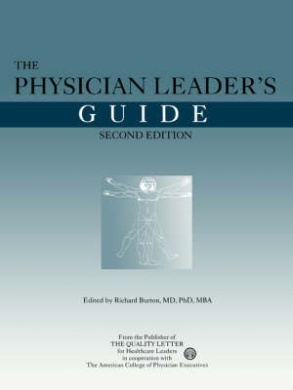 THE
PHYSICIAN LEADER'S
GUIDE
SECOND EDITION
Edited by Richard Burton, MD, PhD, MBA
From the Publisher of
THE QUALITY LETTER
for Healthcare Leaders
in cooperation with
The American College of Physician Executives